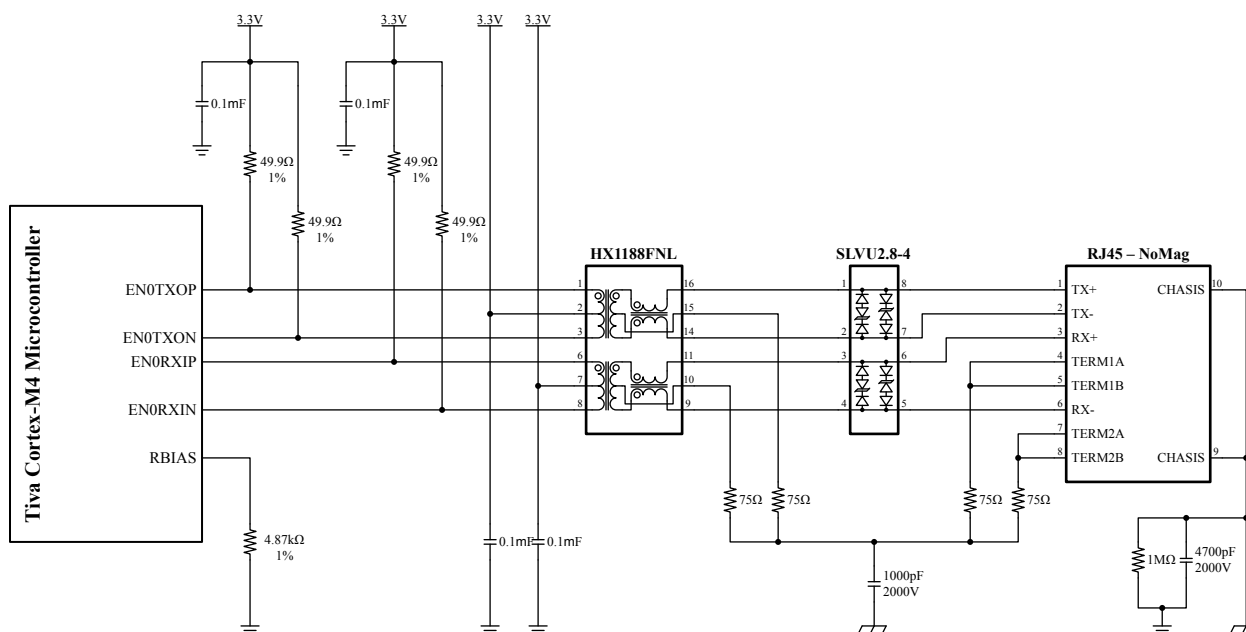 3.3V
3.3V
3.3V
3.3V
0.1mF
0.1mF
49.9Ω
1%
49.9Ω
1%
49.9Ω
1%
49.9Ω
1%
Tiva Cortex-M4 Microcontroller
EN0TXOP
EN0TXON
EN0RXIP
EN0RXIN
RBIAS
4.87kΩ
1%
HX1188FNL
1
2
3
6
7
8
16
15
14
11
10
9
SLVU2.8-4
1
2
3
4
8
7
6
5
RJ45 – NoMag
1
2
3
4
5
6
7
8
TX+
TX-
RX+
TERM1A
TERM1B
RX-
TERM2A
TERM2B
CHASIS
10
CHASIS
9
75Ω
75Ω
75Ω
75Ω
0.1mF
0.1mF
1000pF
2000V
1MΩ
4700pF
2000V